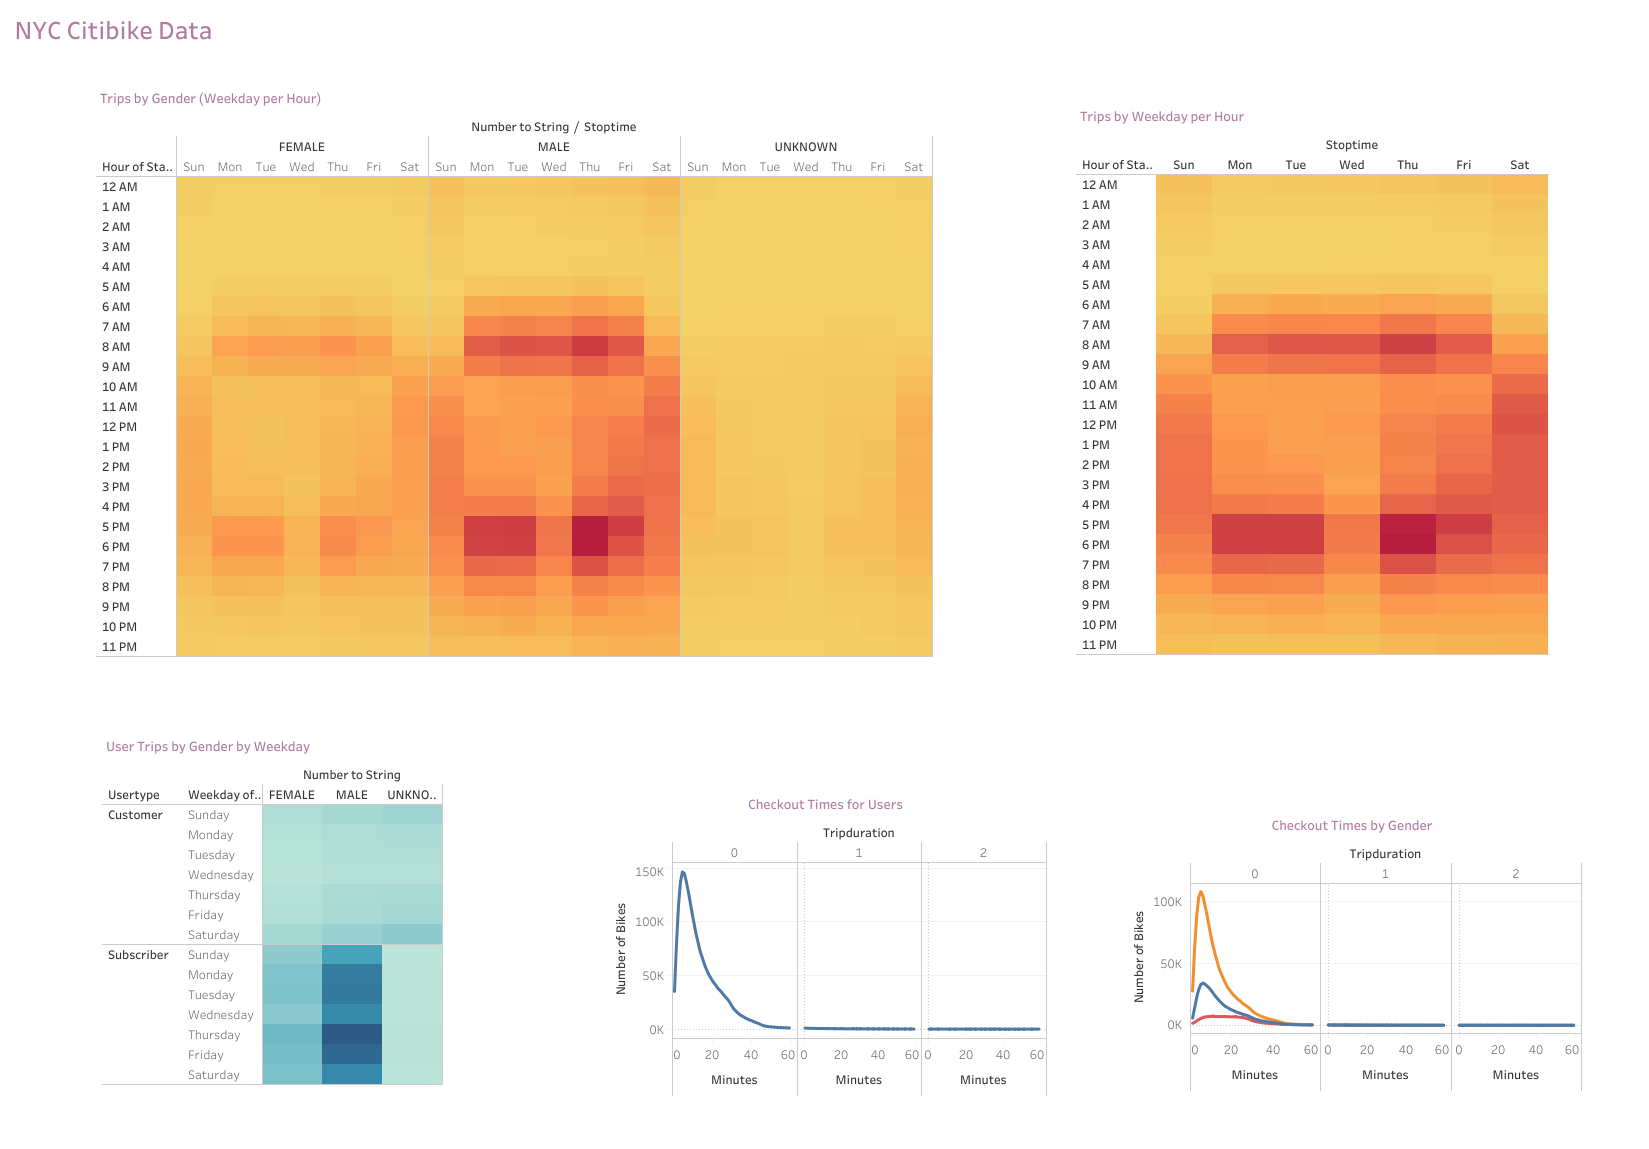 NYC Citibike Data
Trips by Gender (Weekday per Hour)
Number to String / Stoptime
FEMALE MALE UNKNOWN
Hour of Sta.. Sun Mon Tue Wed Thu Fri Sat Sun Mon Tue Wed Thu Fri Sat Sun Mon Tue Wed Thu Fri Sat
12 AM
1 AM
2 AM
3 AM
4 AM
5 AM
6 AM
7 AM
8 AM
9 AM
10 AM
11 AM
12 PM
1 PM
2 PM
3 PM
4 PM
5 PM
6 PM
7 PM
8 PM
9 PM
10 PM
11 PM
Trips by Weekday per Hour
Stoptime
Hour of Sta.. Sun Mon Tue Wed Thu Fri Sat
12 AM
1 AM
2 AM
3 AM
4 AM
5 AM
6 AM
7 AM
8 AM
9 AM
10 AM
11 AM
12 PM
1 PM
2 PM
3 PM
4 PM
5 PM
6 PM
7 PM
8 PM
9 PM
10 PM
11 PM
User Trips by Gender by Weekday
Number to String
Usertype Weekday of.. FEMALE MALE UNKNO..
Customer Sunday
Monday
Tuesday
Wednesday
Thursday
Friday
Saturday
Subscriber Sunday
Monday
Tuesday
Wednesday
Thursday
Friday
Saturday
Checkout Times for Users
Tripduration
0 1 2
Number of Bikes
150K
100K
50K
0K
0 20 40 60 0 20 40 60 0 20 40 60
Minutes Minutes Minutes
Checkout Times by Gender
Tripduration
0 1 2
Number of Bikes
100K
50K
0K
0 20 40 60 0 20 40 60 0 20 40 60
Minutes Minutes Minutes